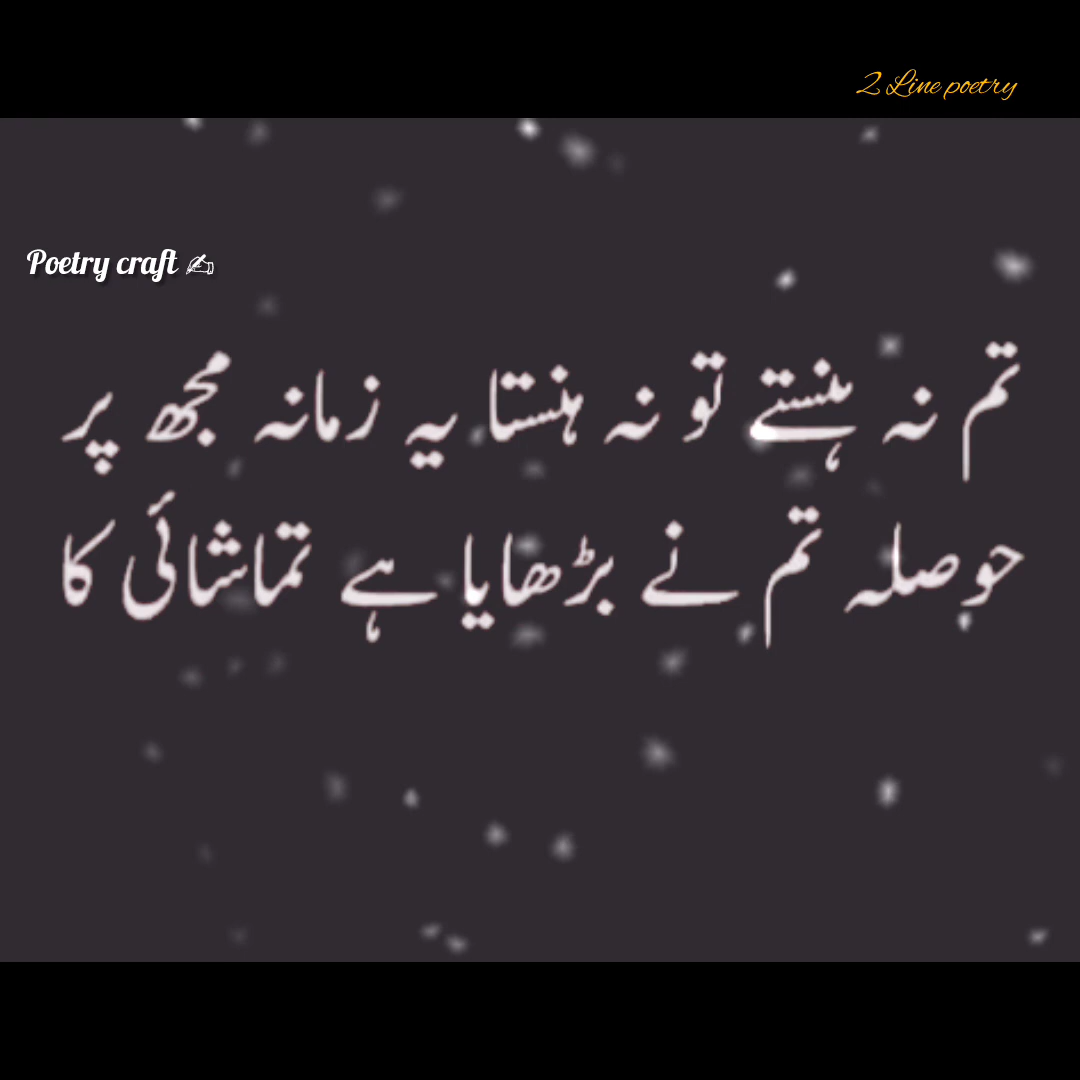 2 Line poetry
Poetry craft ✍
تم نہ ہنستے تو نہ ہنستا یہ زمانہ مجھ پر
حوصلہ تم نے بڑھایا ہے تماشائی کا